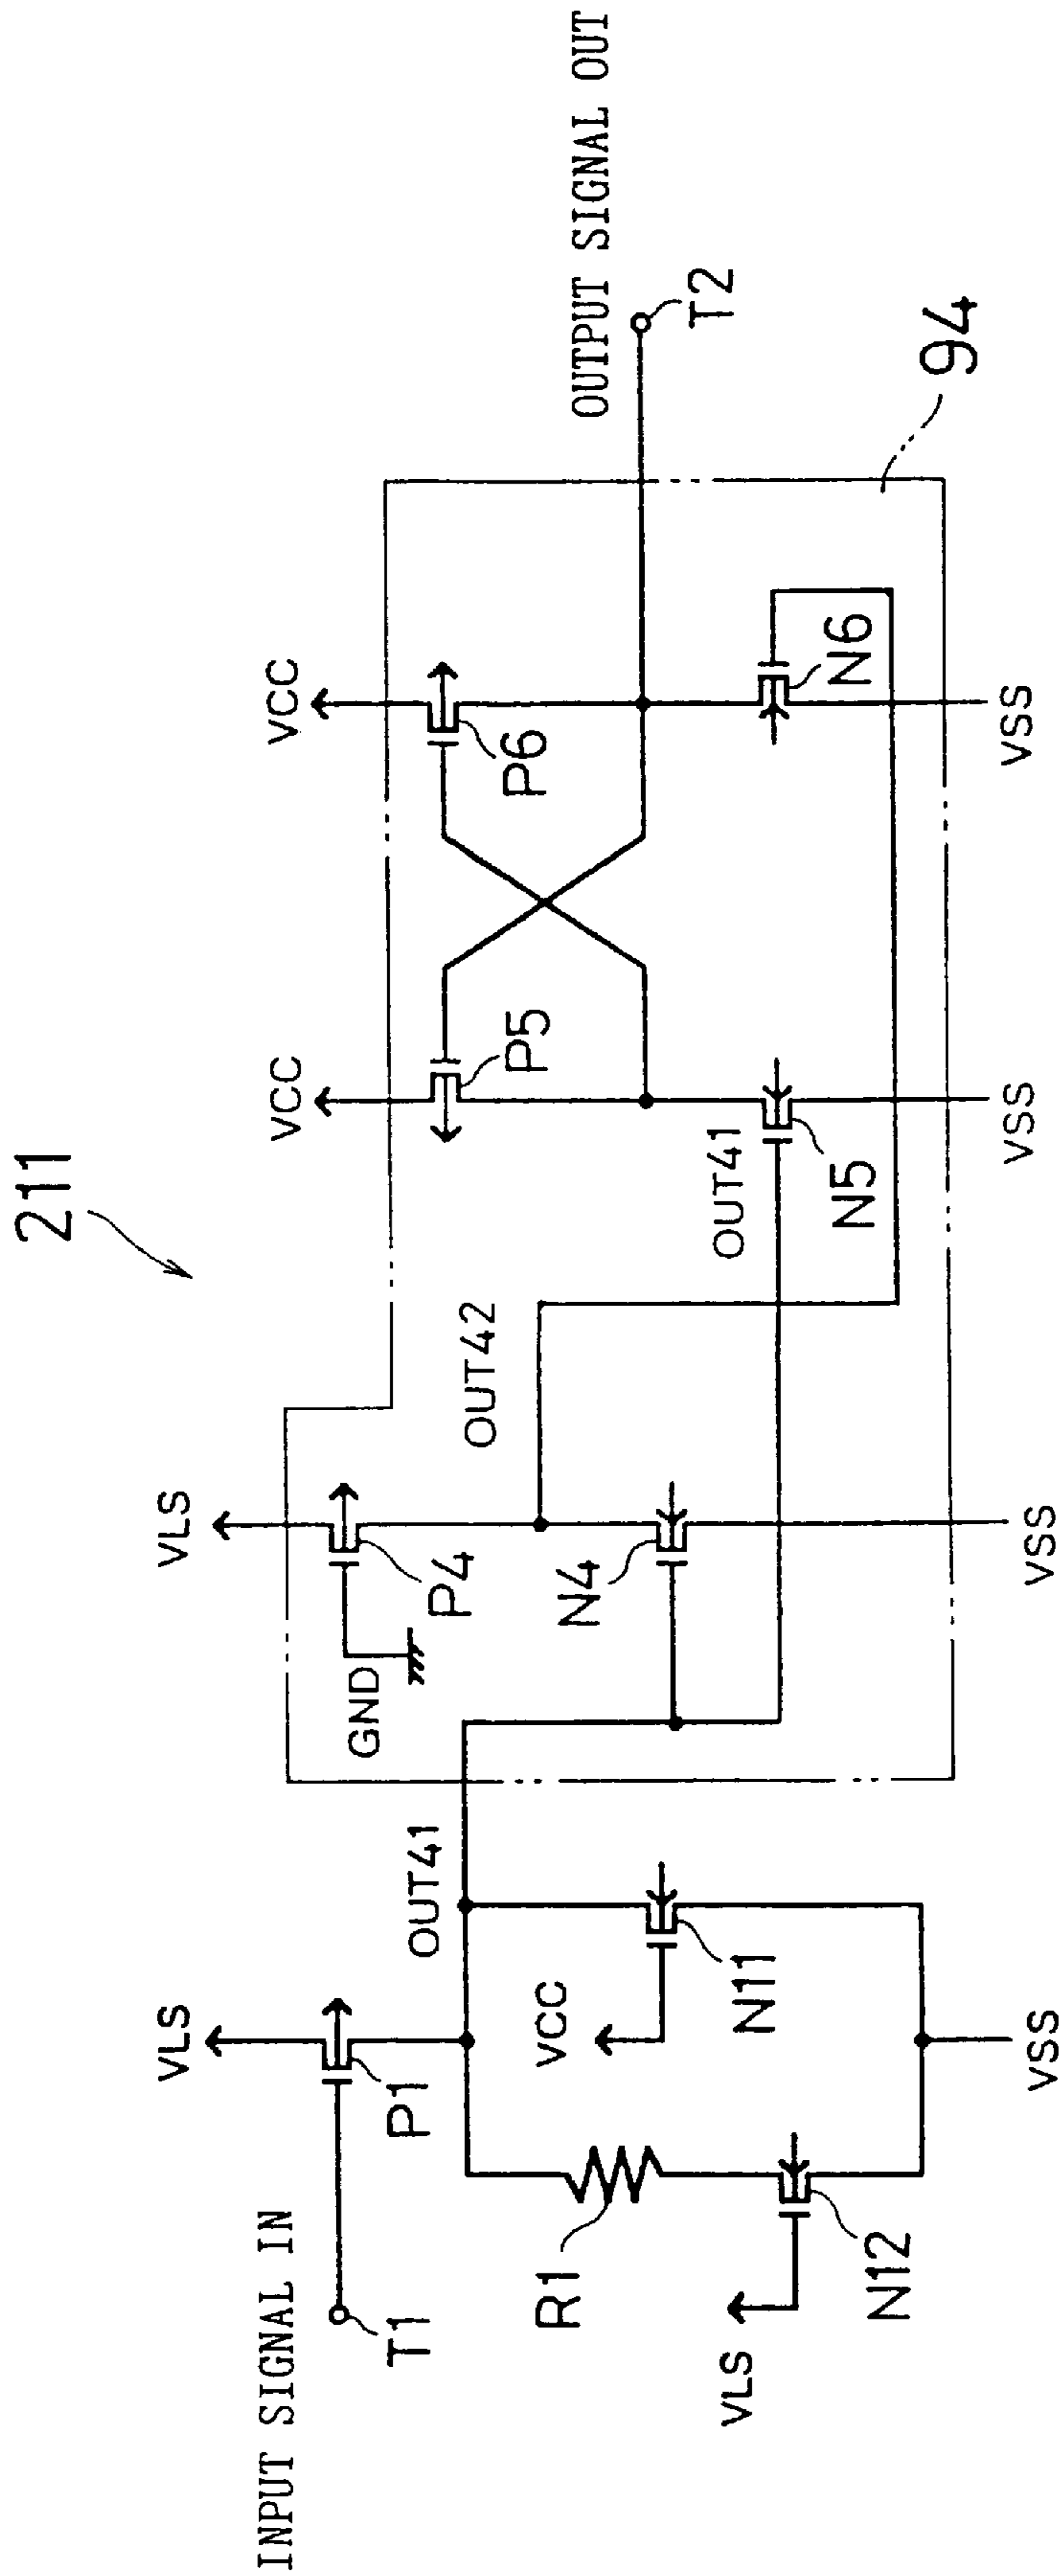 211
INPUT SIGNAL IN
T1
VLS
P1
OUT41
R1
VLS
N12
VCC
N11
VSS
VLS
P4
GND
OUT42
N4
VSS
VCC
P5
OUT41
N5
VSS
VCC
P6
N6
VSS
OUTPUT SIGNAL OUT
T2
94